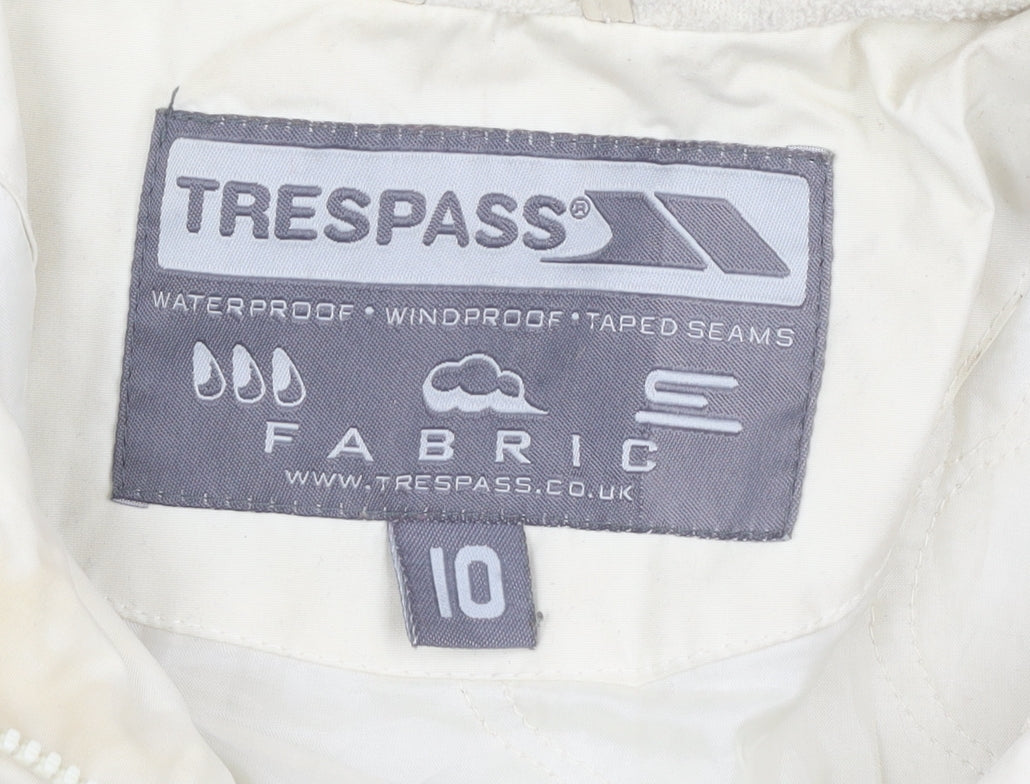 TRESPASS®
WATERPROOF • WINDPROOF • TAPED SEAMS
FABRIC
WWW.TRESPASS.CO.UK
10